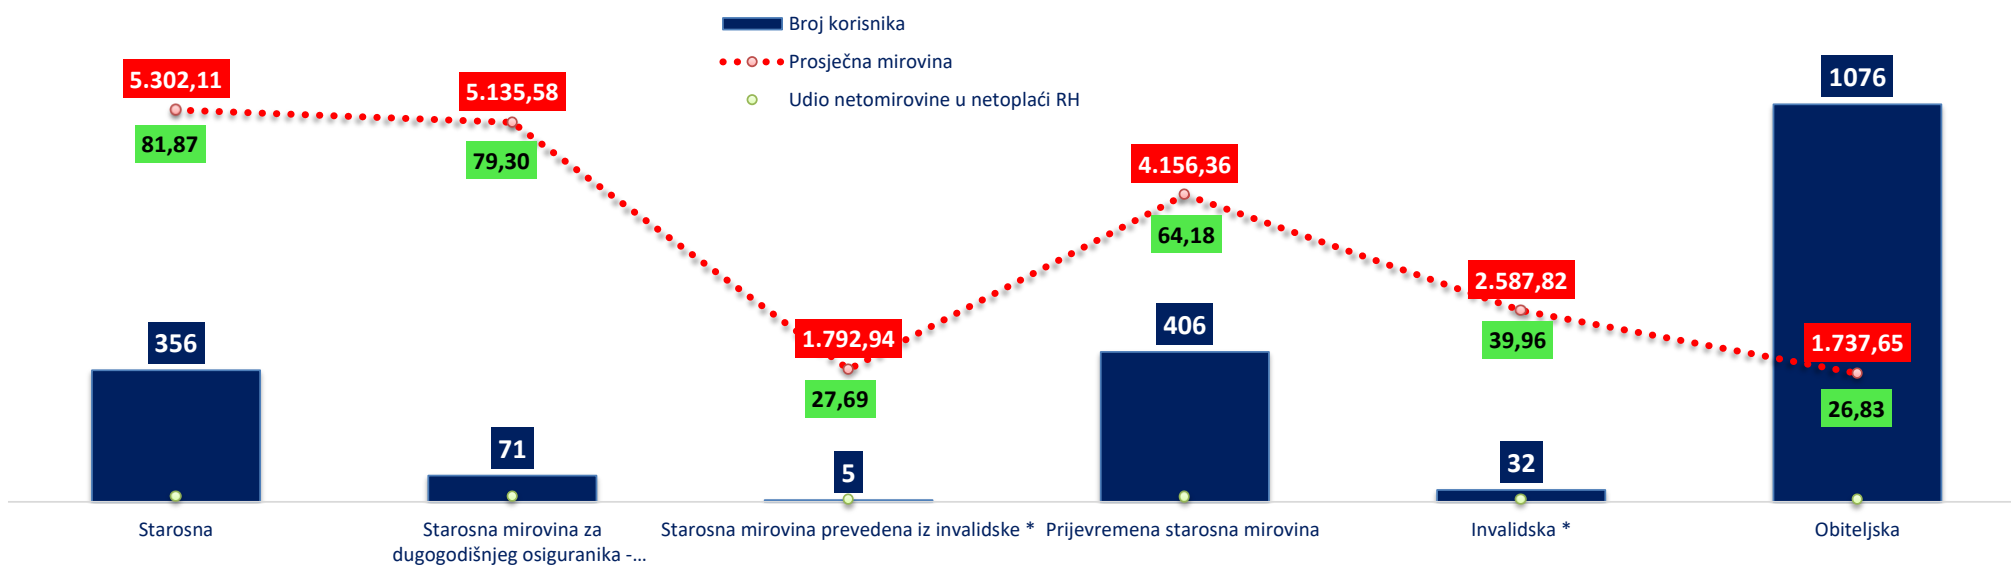 Broj korisnika
Prosječna mirovina
Udio netomirovine u netoplaći RH
5.302,11
81,87
356
5.135,58
79,30
71
1.792,94
27,69
5
4.156,36
64,18
406
2.587,82
39,96
32
1076
1.737,65
26,83
Starosna
Starosna mirovina za
dugogodišnjeg osiguranika -...
Starosna mirovina prevedena iz invalidske *
Prijevremena starosna mirovina
Invalidska *
Obiteljska